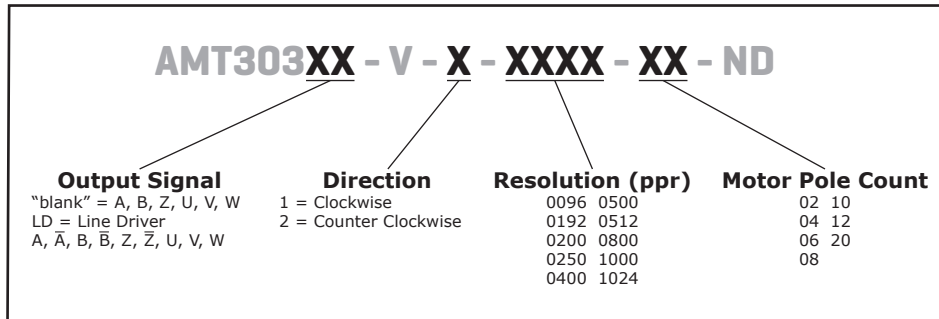 AMT303XX - V - X - XXXX - XX - ND
Output Signal
"blank" = A, B, Z, U, V, W
LD = Line Driver
A, A̅, B, B̅, Z, Z̅, U, V, W
Direction
1 = Clockwise
2 = Counter Clockwise
Resolution (ppr)
0096 0500
0192 0512
0200 0800
0250 1000
0400 1024
Motor Pole Count
02 10
04 12
06 20
08